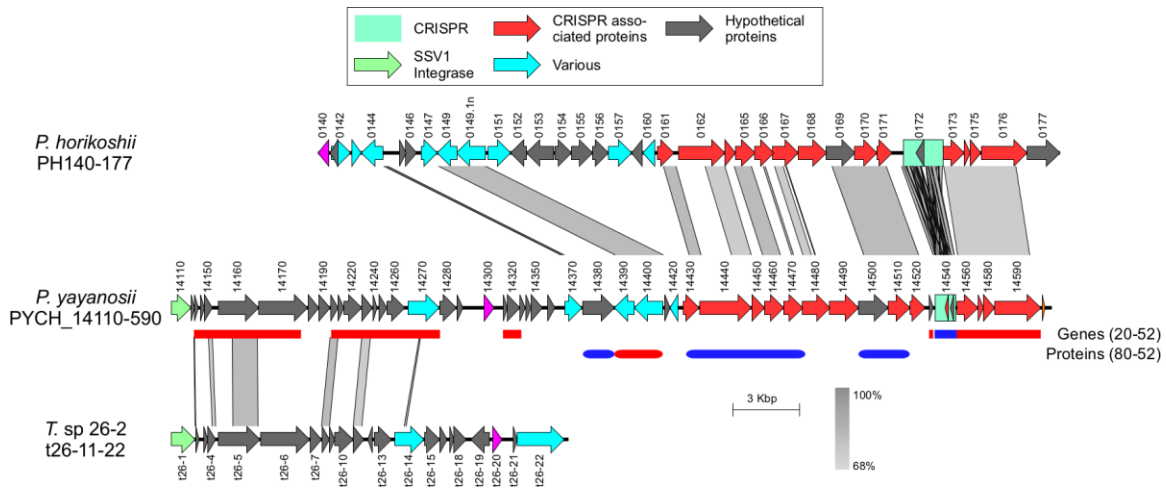 CRISPR
CRISPR asso-
ciated proteins
Hypothetical
proteins
SSV1
Integrase
Various
P. horikoshii
PH140-177
0140
0142
0144
0146
0147
0149
0149.1n
0151
0152
0153
0154
0155
0156
0157
0160
0161
0162
0165
0166
0167
0168
0169
0170
0171
0172
0173
0175
0176
0177
P. yayanosii
PYCH_14110-590
14110
14150
14160
14170
14190
14220
14240
14260
14270
14280
14300
14320
14350
14370
14380
14390
14400
14420
14430
14440
14450
14460
14470
14480
14490
14500
14510
14520
14540
14560
14580
14590
Genes (20-52)
Proteins (80-52)
3 Kbp
100%
68%
T. sp 26-2
t26-11-22
t26-1
t26-4
t26-5
t26-6
t26-7
t26-10
t26-13
t26-14
t26-15
t26-18
t26-19
t26-20
t26-21
t26-22